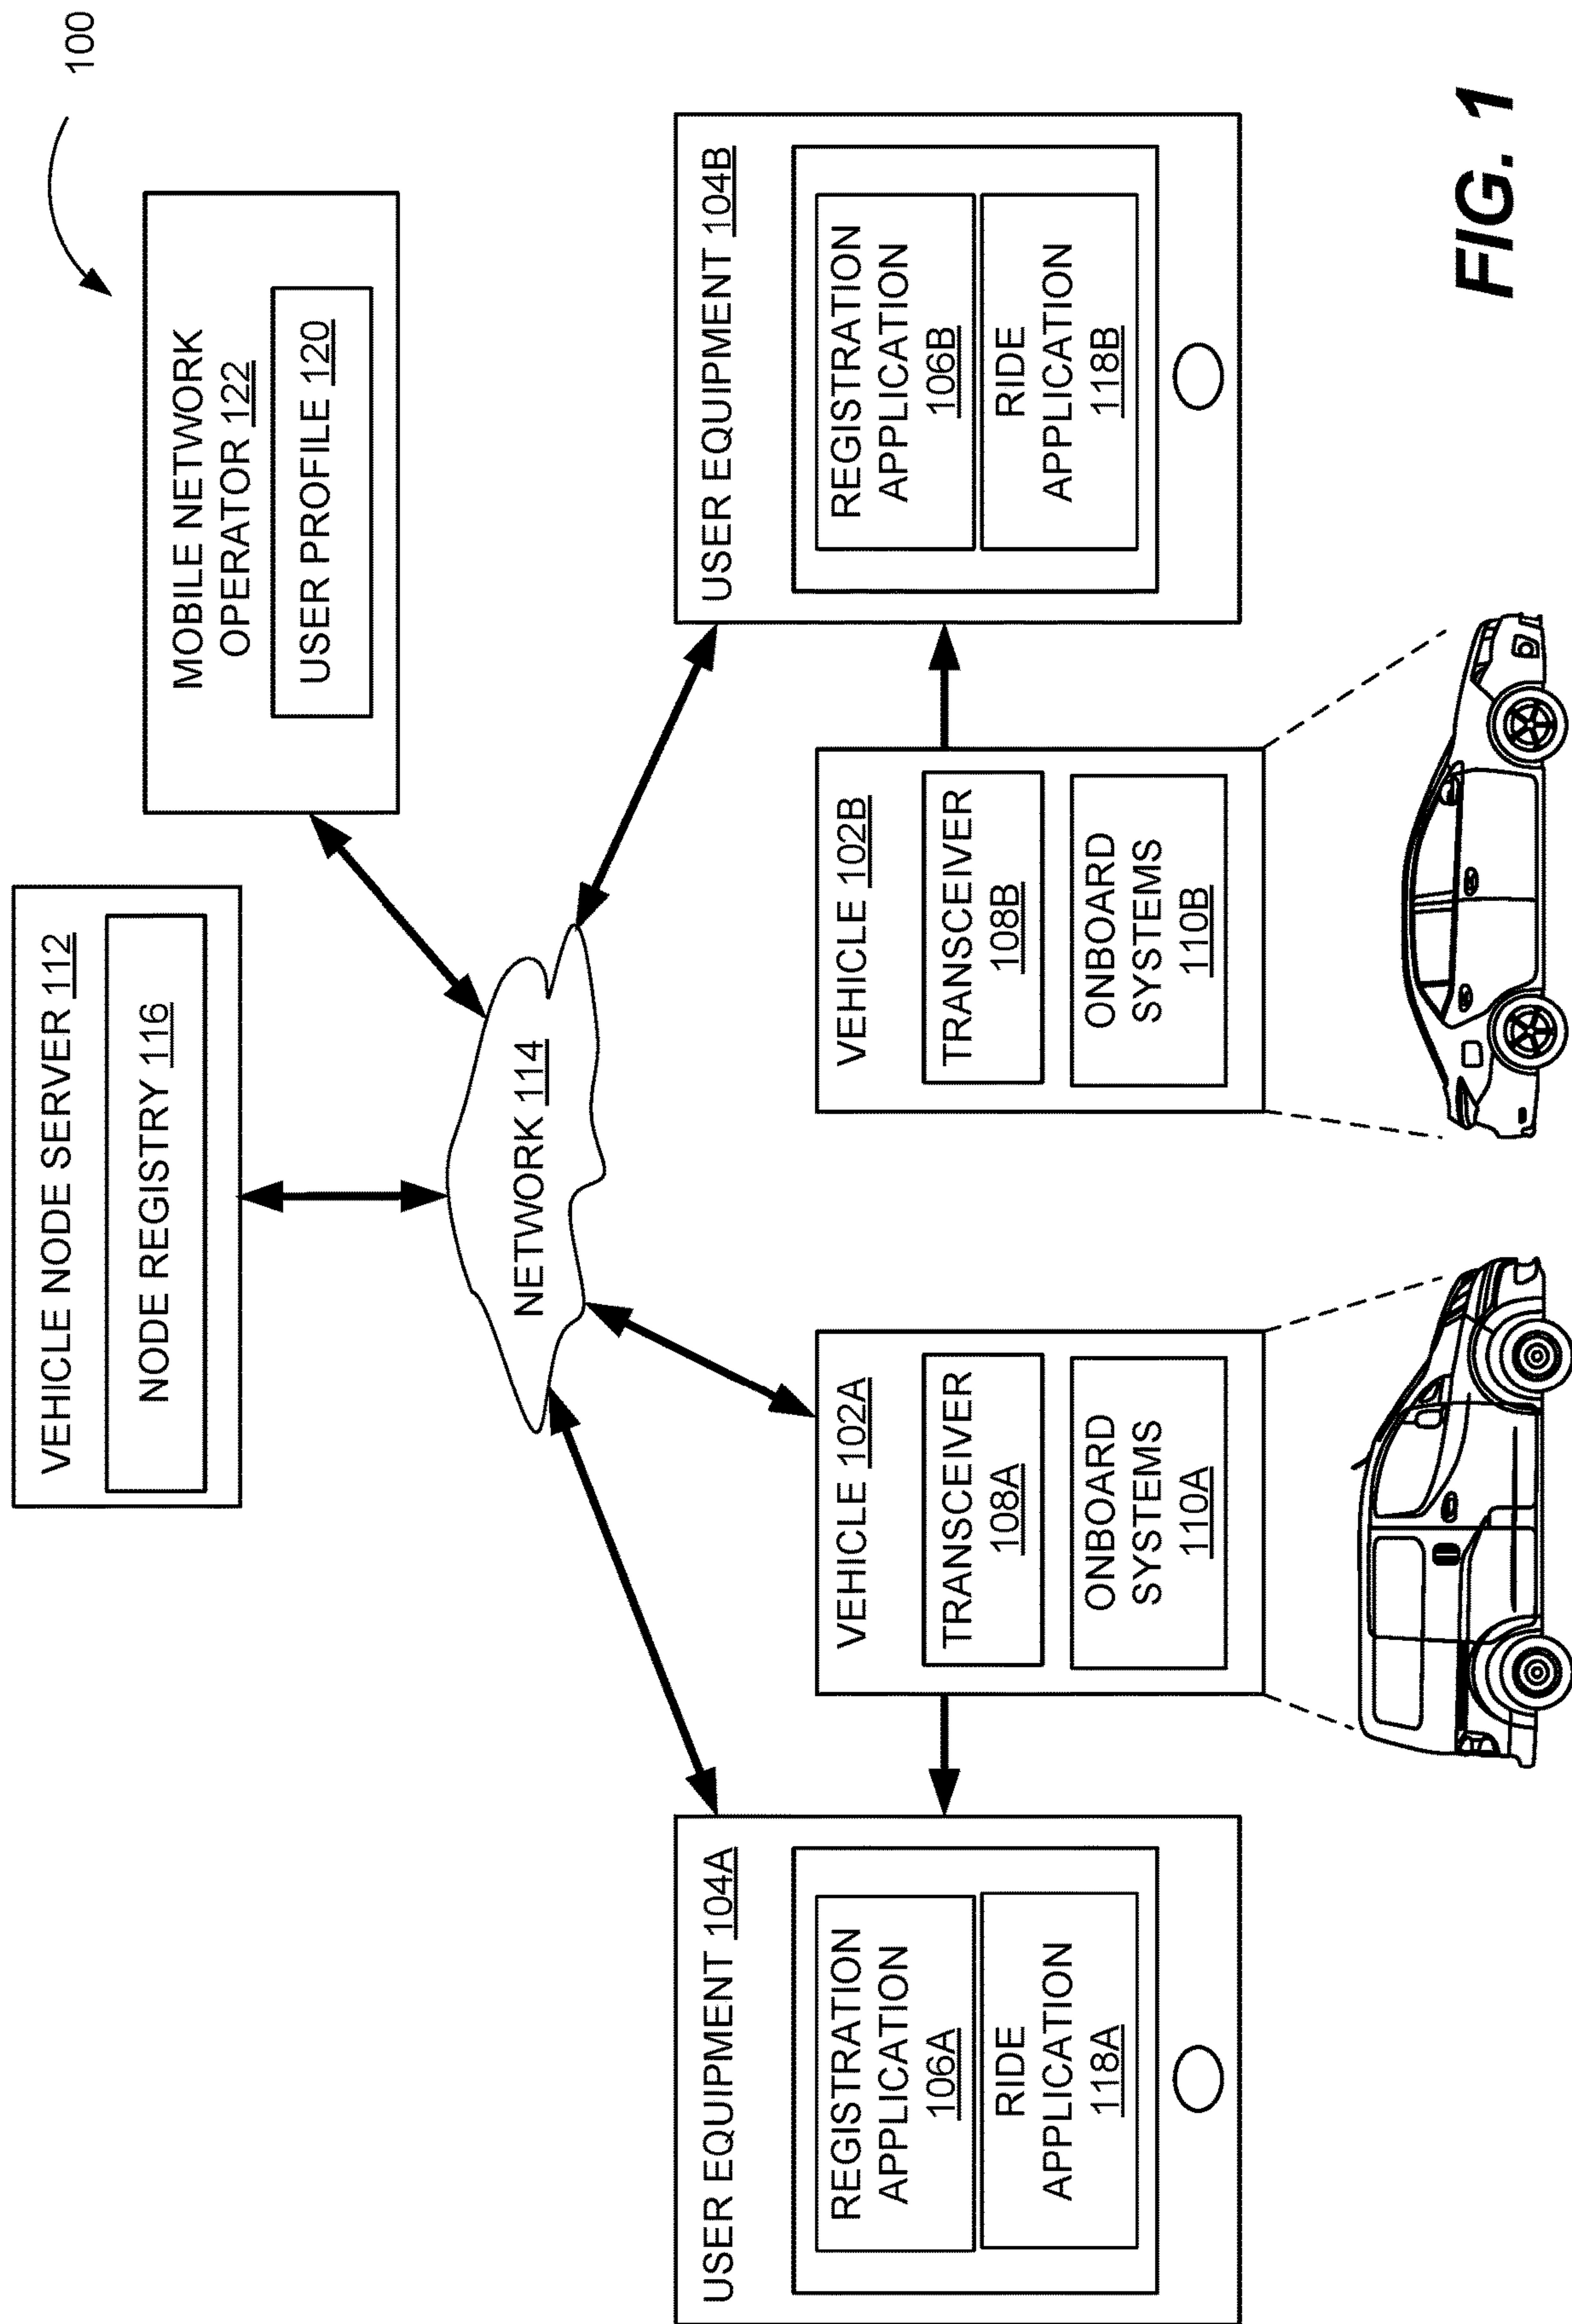 100
VEHICLE NODE SERVER 112
NODE REGISTRY 116
MOBILE NETWORK
OPERATOR 122
USER PROFILE 120
NETWORK 114
USER EQUIPMENT 104A
REGISTRATION
APPLICATION
106A
RIDE
APPLICATION
118A
VEHICLE 102A
TRANSCEIVER
108A
ONBOARD
SYSTEMS
110A
VEHICLE 102B
TRANSCEIVER
108B
ONBOARD
SYSTEMS
110B
USER EQUIPMENT 104B
REGISTRATION
APPLICATION
106B
RIDE
APPLICATION
118B
FIG. 1